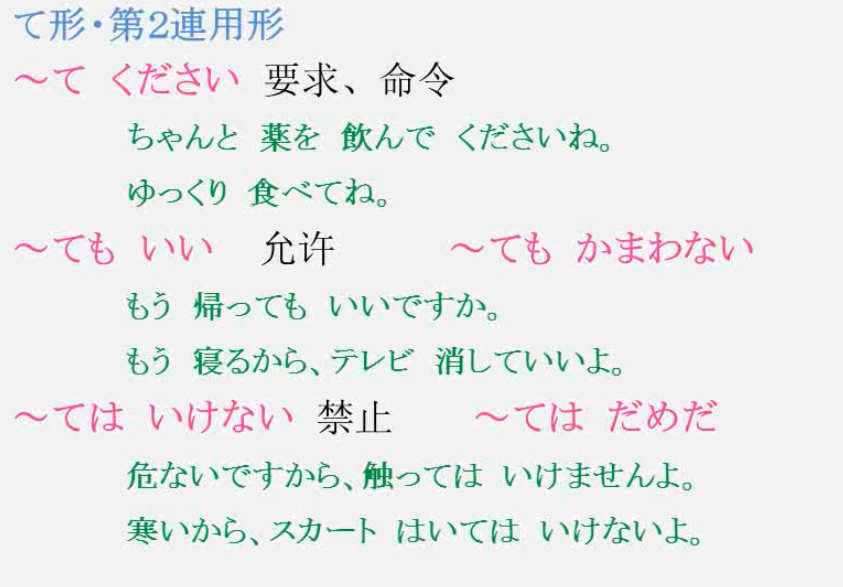 て形・第2連用形
～て ください 要求、命令
ちゃんと 薬を 飲んで くださいね。
ゆっくり 食べてね。
～ても いい 允许 ～ても かまわない
もう 帰っても いいですか。
もう 寝るから、テレビ 消していいよ。
～ては いけない 禁止 ～ては だめだ
危ないですから、触っては いけませんよ。
寒いから、スカート はいては いけないよ。